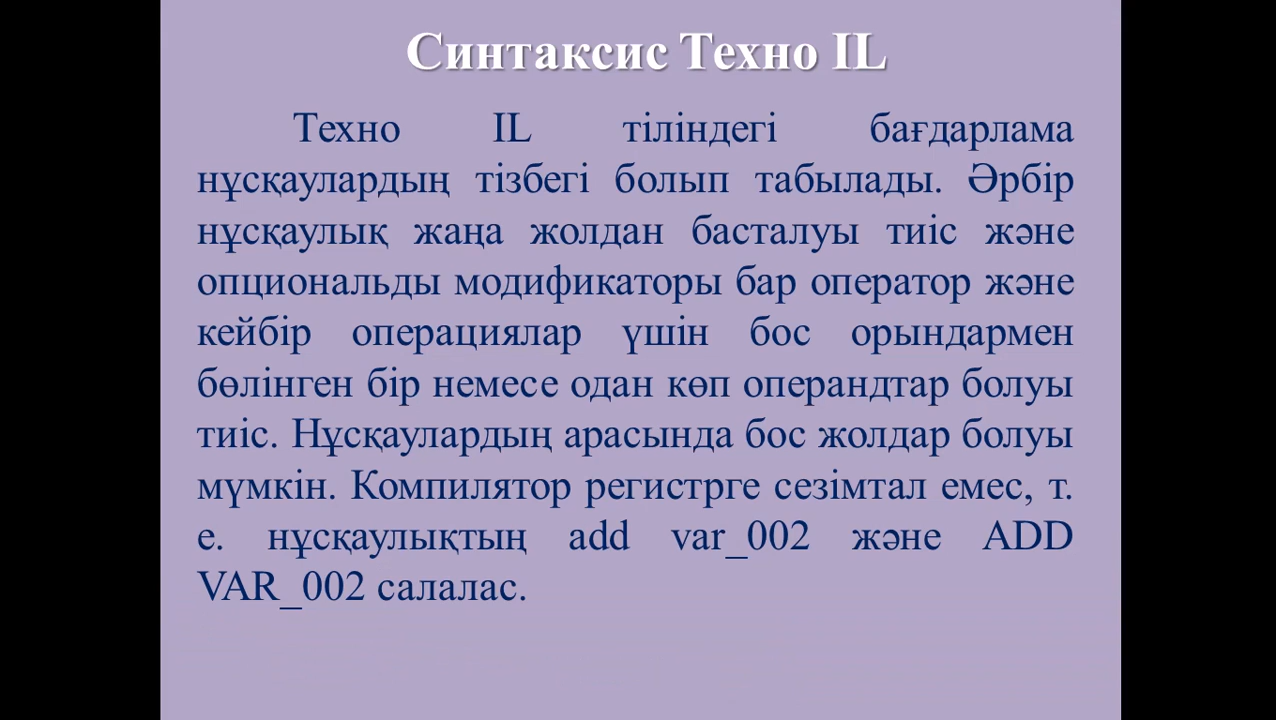 Синтаксис Техно IL
Техно IL тіліндегі бағдарлама
нұсқаулардың тізбегі болып табылады. Әрбір
нұсқаулық жаңа жолдан басталуы тиіс және
опциональды модификаторы бар оператор және
кейбір операциялар үшін бос орындармен
бөлінген бір немесе одан көп операндтар болуы
тиіс. Нұсқаулардың арасында бос жолдар болуы
мүмкін. Компилятор регистрге сезімтал емес, т.
е. нұсқаулықтың add var_002 және ADD
VAR_002 салалас.